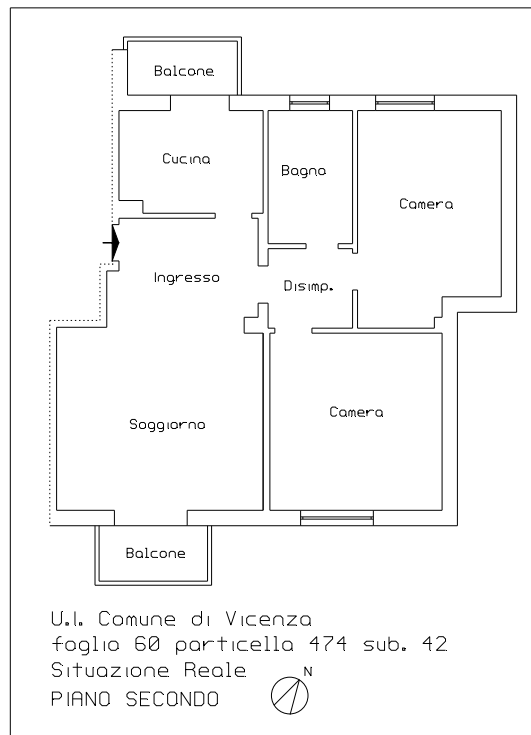 Balcone
Cucina
Bagno
Camera
Ingresso
Disimp.
Camera
Soggiorno
Balcone
U.I. Comune di Vicenza
foglio 60 particella 474 sub. 42
Situazione Reale
N
PIANO SECONDO